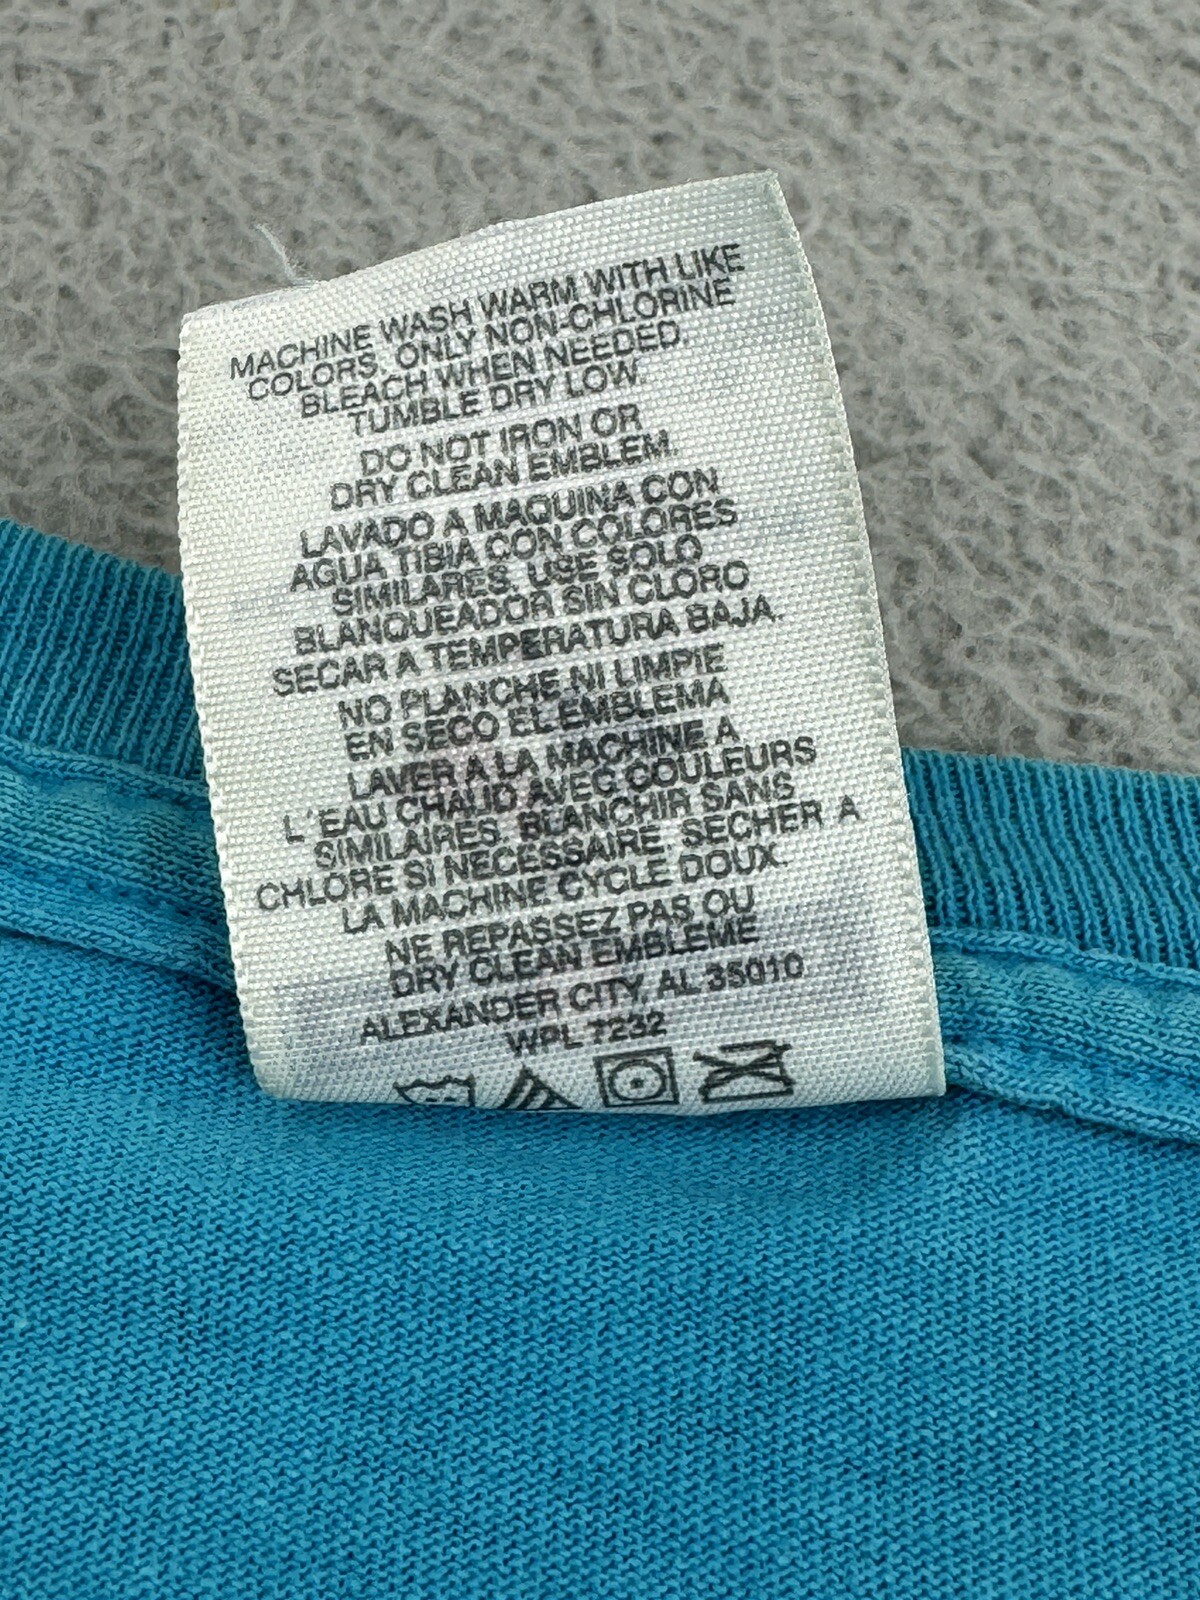 MACHINE WASH WARM WITH LIKE
COLORS. ONLY NON-CHLORINE
BLEACH WHEN NEEDED.
TUMBLE DRY LOW.
DO NOT IRON OR
DRY CLEAN EMBLEM.
LAVADO A MAQUINA CON
AGUA TIBIA CON COLORES
SIMILARES. USE SOLO
BLANQUEADOR SIN CLORO
SECAR A TEMPERATURA BAJA.
NO PLANCHE NI LIMPIE
EN SECO EL EMBLEMA
LAVER A LA MACHINE A
L'EAU CHAUD AVEC COULEURS
SIMILAIRES. BLANCHIR SANS
CHLORE SI NECESSAIRE. SECHER A
LA MACHINE CYCLE DOUX.
NE REPASSEZ PAS OU
DRY CLEAN EMBLEME
ALEXANDER CITY, AL 35010
WPL 7232